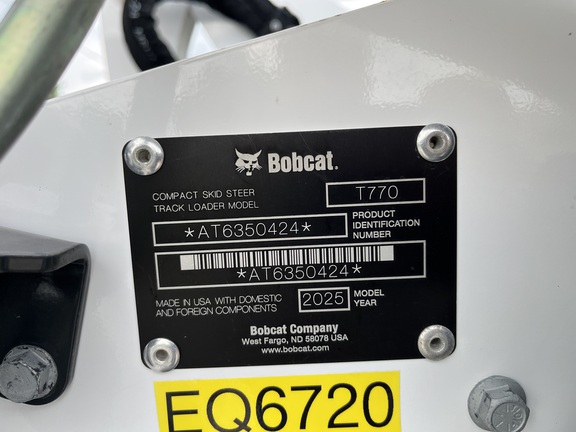 Bobcat.
COMPACT SKID STEER
TRACK LOADER MODEL
T770
*AT6350424*
PRODUCT
IDENTIFICATION
NUMBER
*AT6350424*
MADE IN USA WITH DOMESTIC
AND FOREIGN COMPONENTS
2025
MODEL
YEAR
Bobcat Company
West Fargo, ND 58078 USA
www.bobcat.com
EQ6720